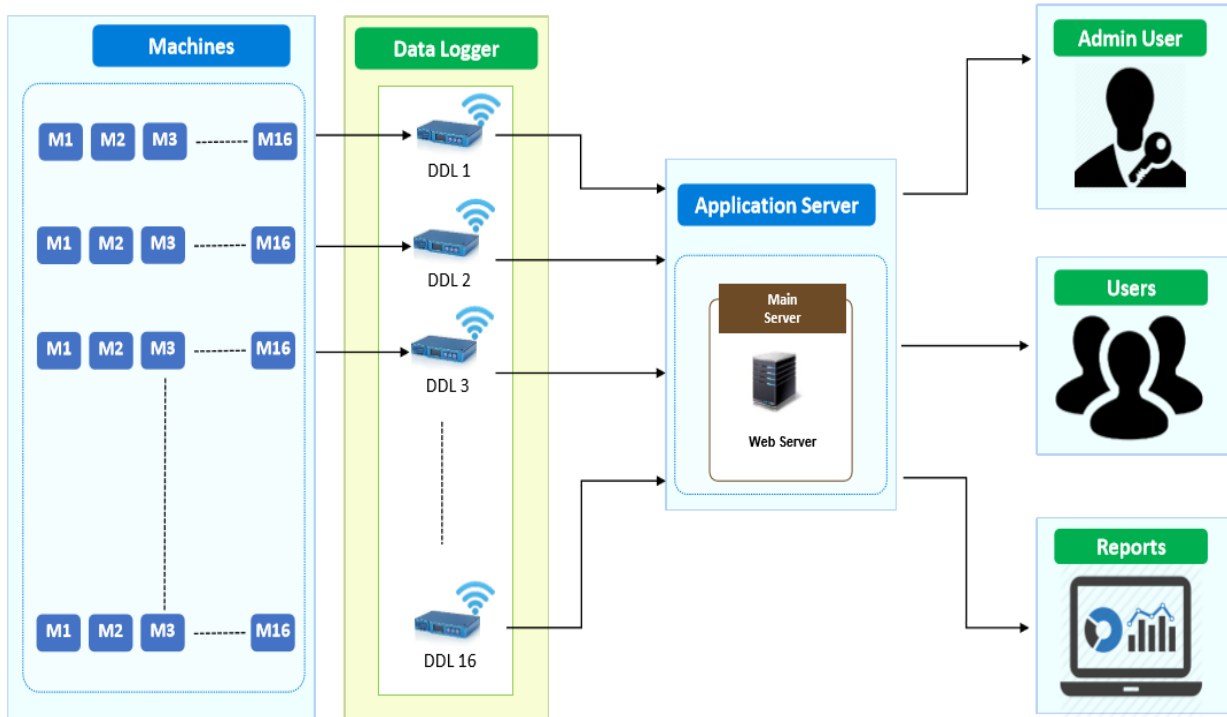 Machines
M1 M2 M3 M16
M1 M2 M3 M16
M1 M2 M3 M16
M1 M2 M3 M16
Data Logger
DDL 1
DDL 2
DDL 3
DDL 16
Application Server
Main
Server
Web Server
Admin User
Users
Reports